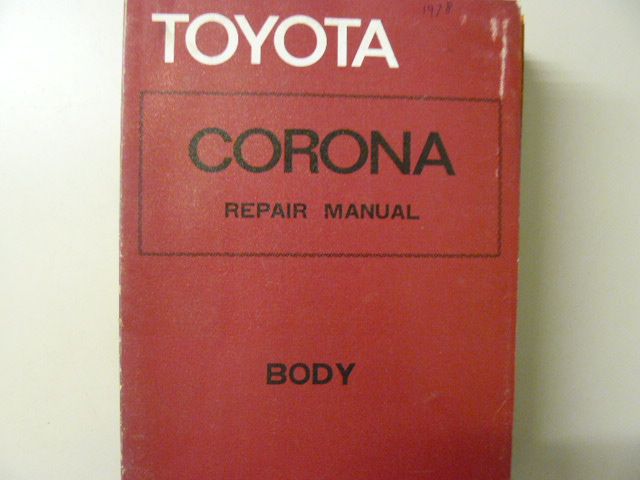 1978
TOYOTA
CORONA
REPAIR MANUAL
BODY